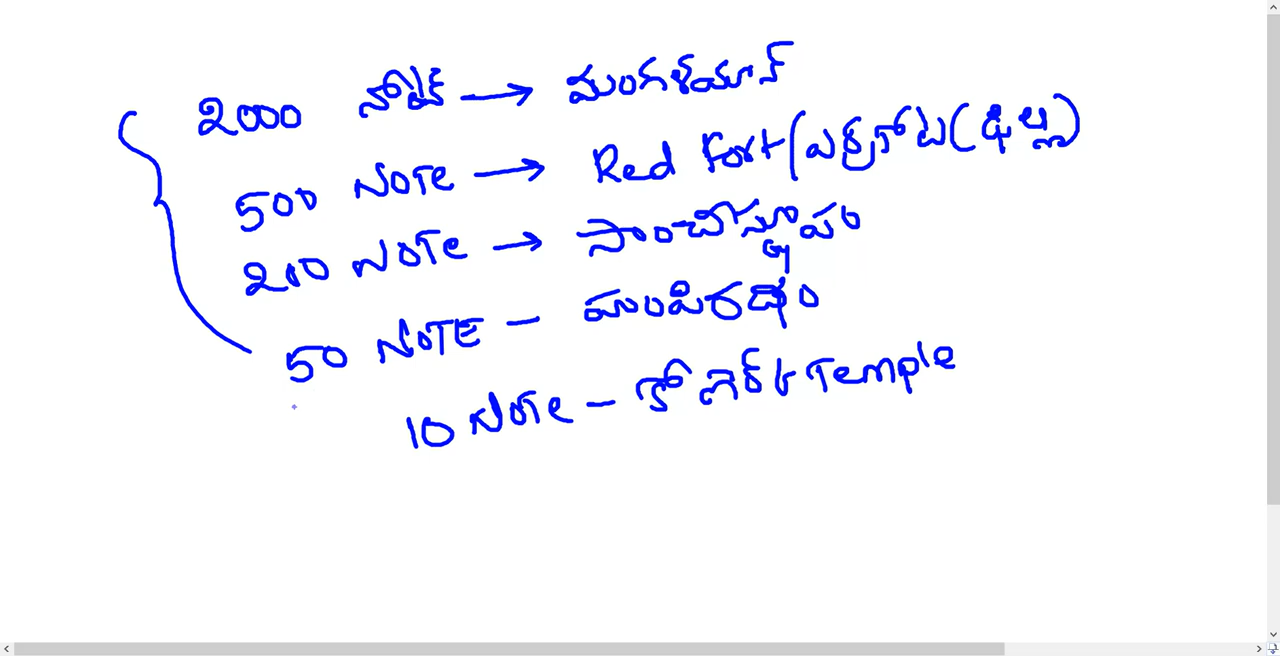 2000 నోట్ → మంగళయాన్
500 NOTE → Red Fort (ఎర్రకోట (ఢిల్లీ)
200 NOTE → సాంచీస్థూపం
50 NOTE - హంపిరథం
10 NOTE - కోణార్క్ Temple